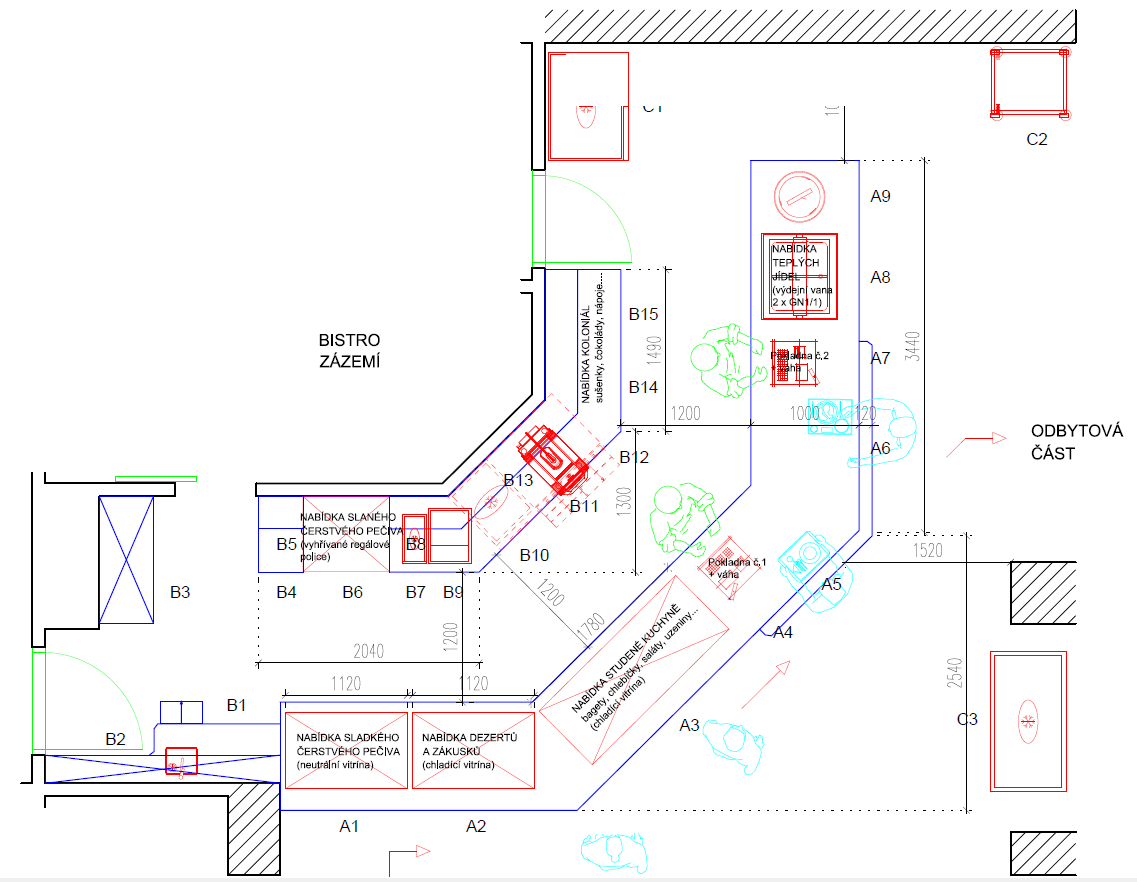 C1
10
C2
A9
NABÍDKA
TEPLÝCH
JÍDEL
(výdejní vana
2 x GN1/1)
A8
BISTRO
ZÁZEMÍ
NABÍDKA KOLONIÁL
sušenky, čokolády, nápoje....
B15
1490
B14
Pokladna č,2
+ váha
A7
3440
1200
1000
120
ODBYTOVÁ
ČÁST
A6
B12
B13
B11
1300
NABÍDKA SLANÉHO
ČERSTVÉHO PEČIVA
(vyhřívané regálové
police)
B5
B8
B10
1520
Pokladna č,1
+ váha
A5
B3
B4
B6
B7
B9
1200
1780
1200
2040
A4
NABÍDKA STUDENÉ KUCHYNĚ
bagety, chlebíčky, saláty, uzeniny...
(chladící vitrína)
2540
1120
1120
B1
B2
A3
C3
NABÍDKA SLADKÉHO
ČERSTVÉHO PEČIVA
(neutrální vitrína)
NABÍDKA DEZERTŮ
A ZÁKUSKŮ
(chladící vitrína)
A1
A2